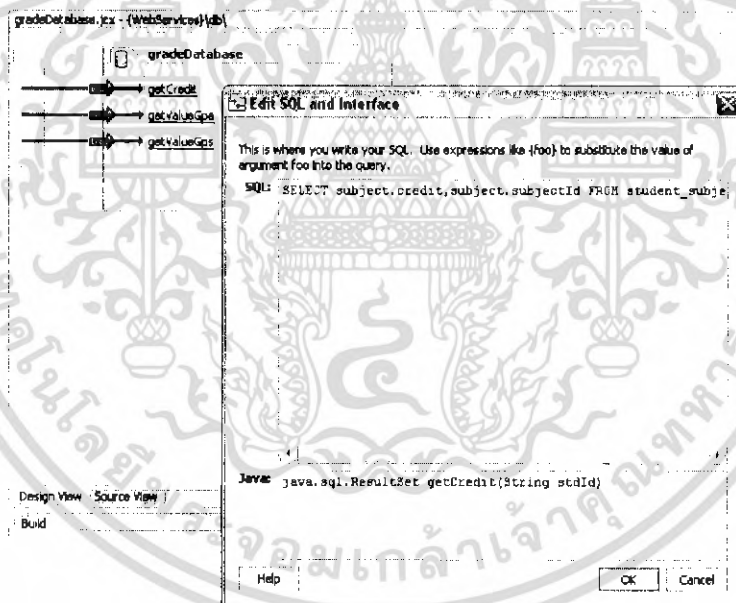 gradeDatabase.jcx - {WebServices}\db\
gradeDatabase
getCredit
getValueGpa
getValueGps
Edit SQL and Interface
This is where you write your SQL. Use expressions like {foo} to substitute the value of
argument foo into the query.
SQL: SELECT subject.credit,subject.subjectId FROM student_subje
Java: java.sql.ResultSet getCredit(String stdId)
Design View Source View
Build
Help OK Cancel